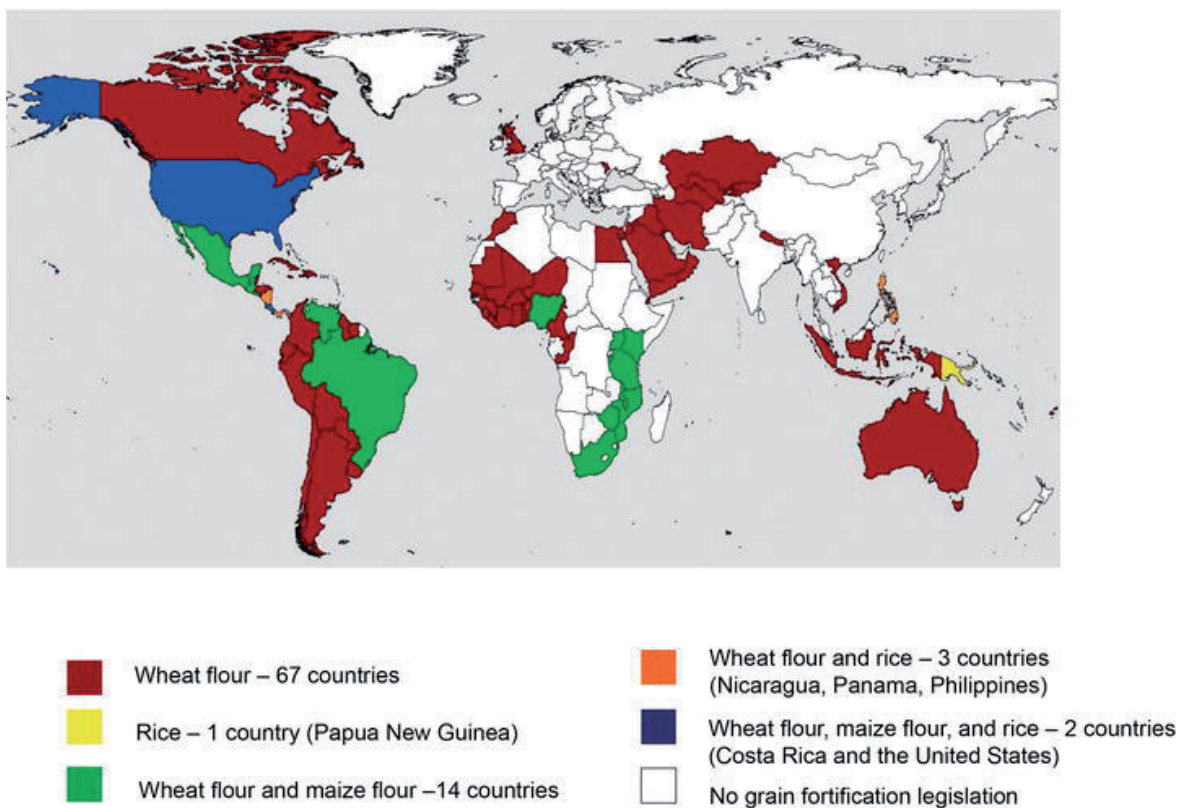 Wheat flour – 67 countries
Rice – 1 country (Papua New Guinea)
Wheat flour and maize flour –14 countries
Wheat flour and rice – 3 countries
(Nicaragua, Panama, Philippines)
Wheat flour, maize flour, and rice – 2 countries
(Costa Rica and the United States)
No grain fortification legislation